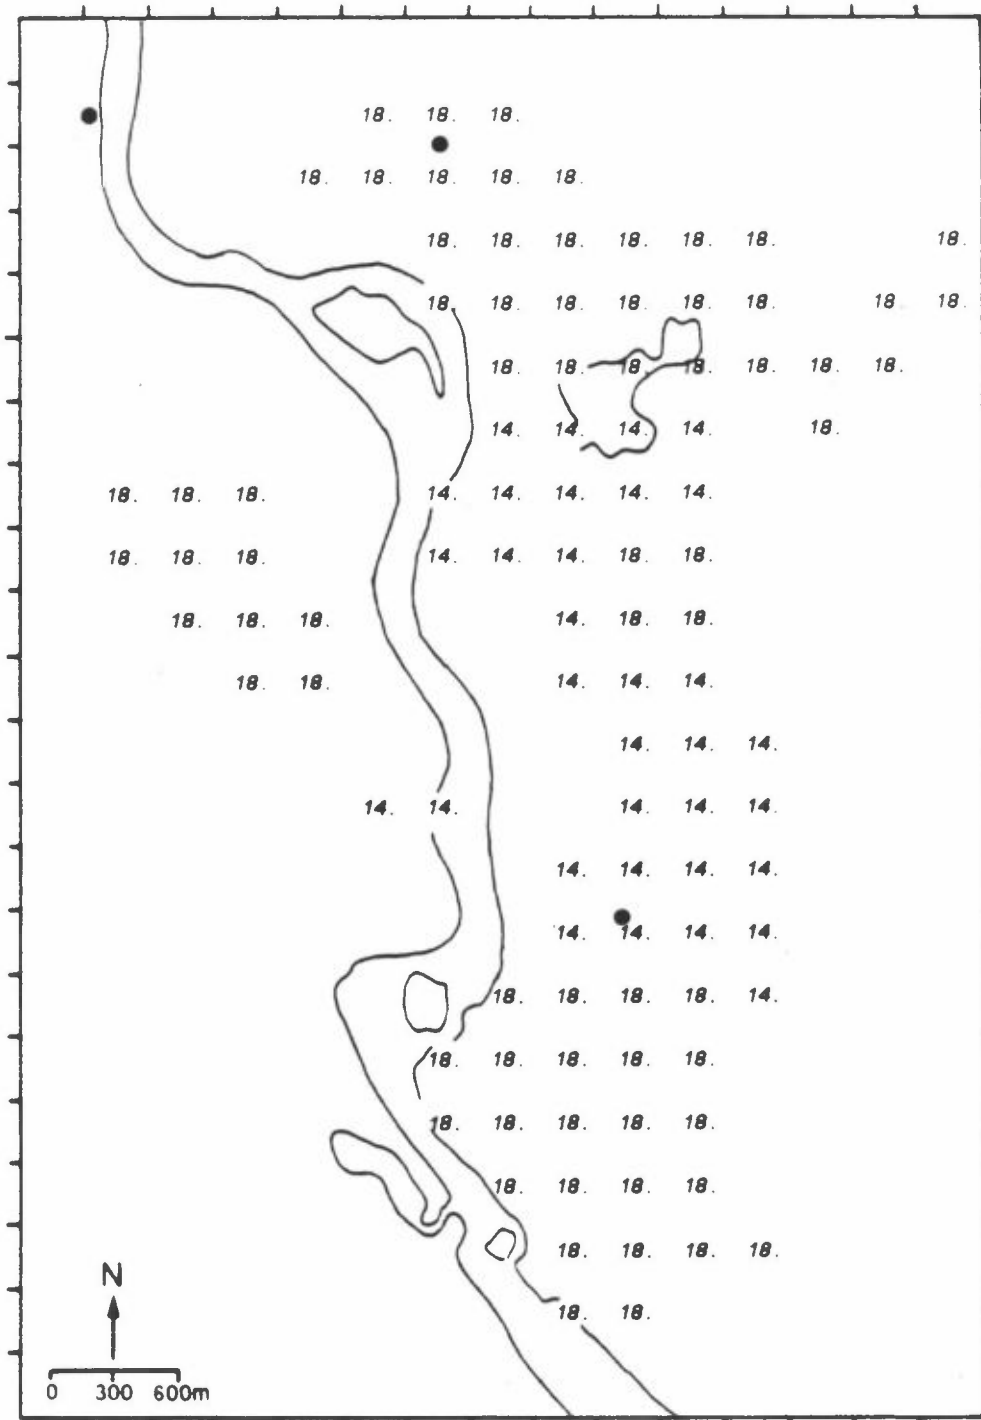 18. 18. 18.
18. 18. 18. 18. 18.
18. 18. 18. 18. 18. 18. 18.
18. 18. 18. 18. 18. 18. 18. 18.
18. 18. 18. 18. 18. 18. 18.
14. 14. 14. 14. 18.
18. 18. 18. 14. 14. 14. 14. 14.
18. 18. 18. 14. 14. 14. 18. 18.
18. 18. 18. 14. 18. 18.
18. 18. 14. 14. 14.
14. 14. 14.
14. 14. 14. 14. 14.
14. 14. 14. 14.
14. 14. 14. 14.
18. 18. 18. 18. 14.
18. 18. 18. 18. 18.
18. 18. 18. 18. 18.
18. 18. 18. 18.
18. 18. 18. 18.
N
18. 18.
0 300 600m